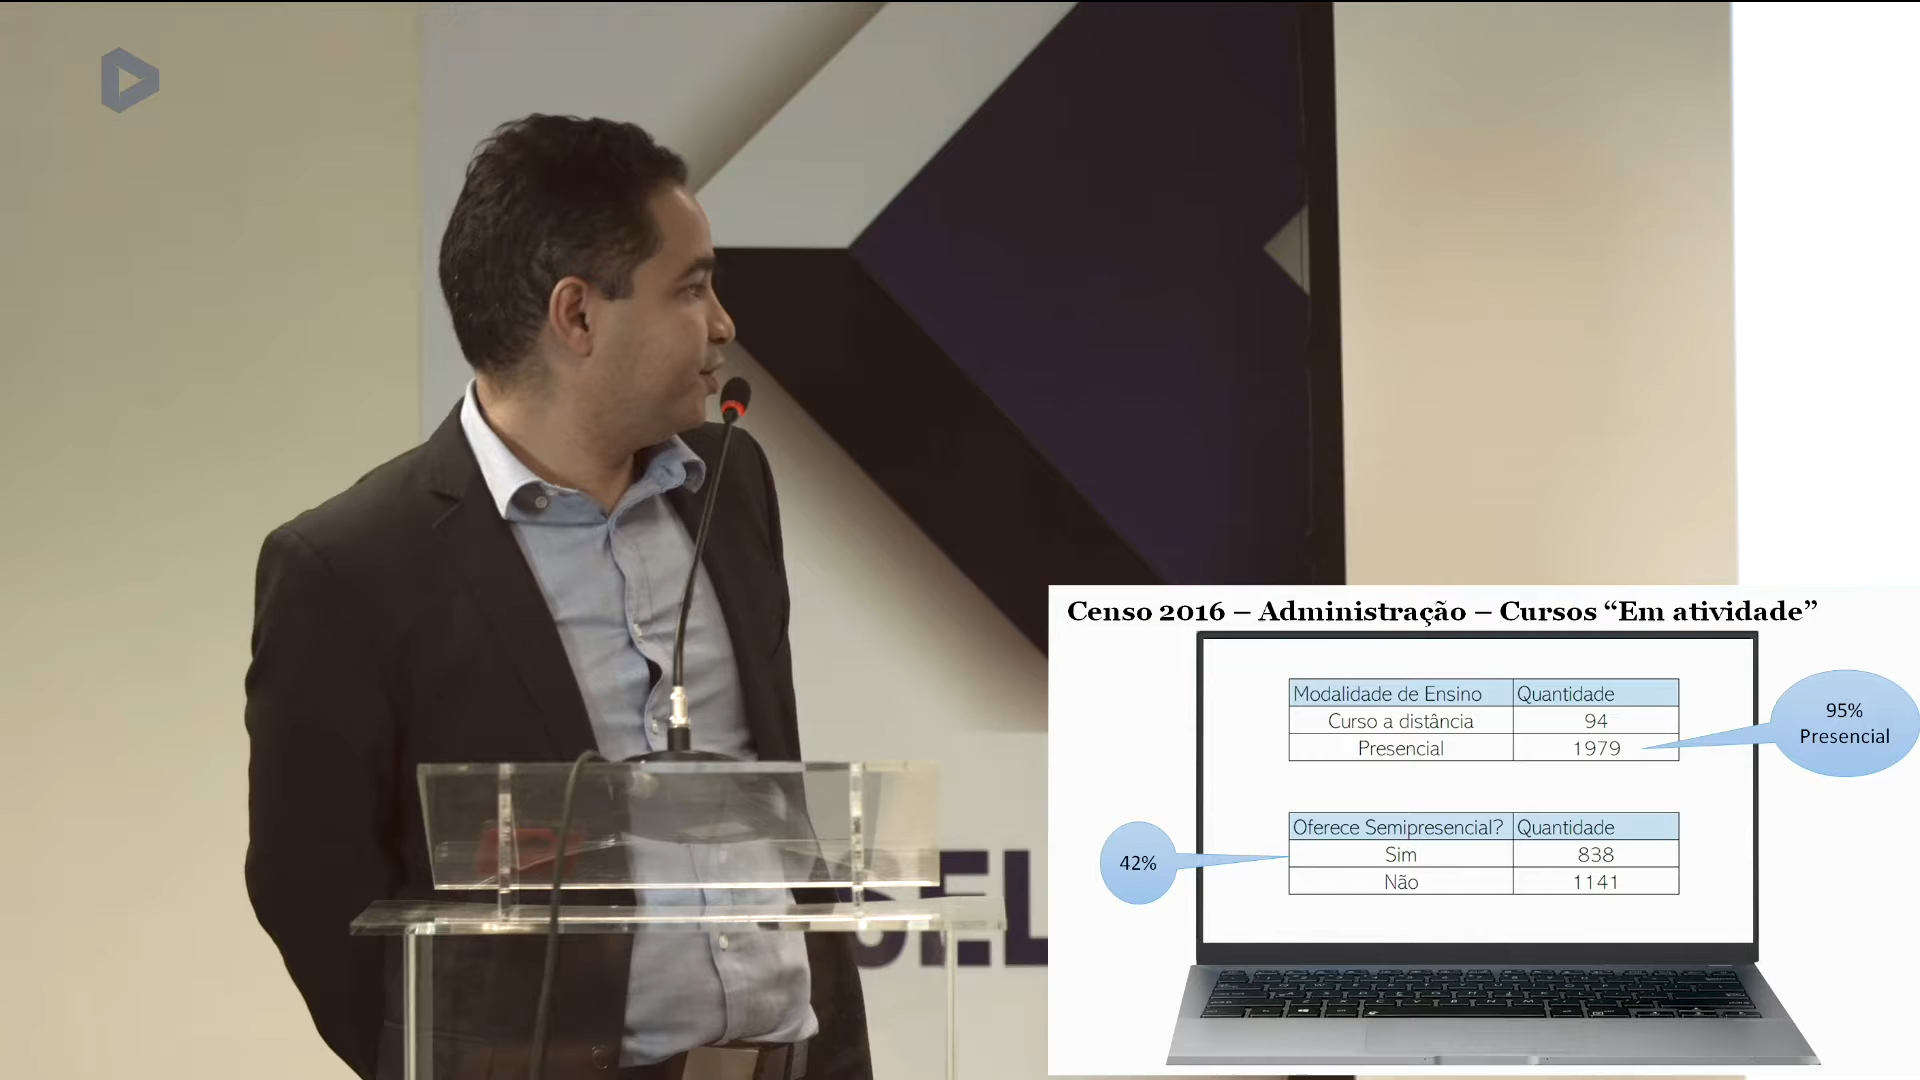 Censo 2016 – Administração – Cursos “Em atividade”
Modalidade de Ensino Quantidade
Curso a distância 94
Presencial 1979
95%
Presencial
Oferece Semipresencial? Quantidade
Sim 838
Não 1141
42%
SEL